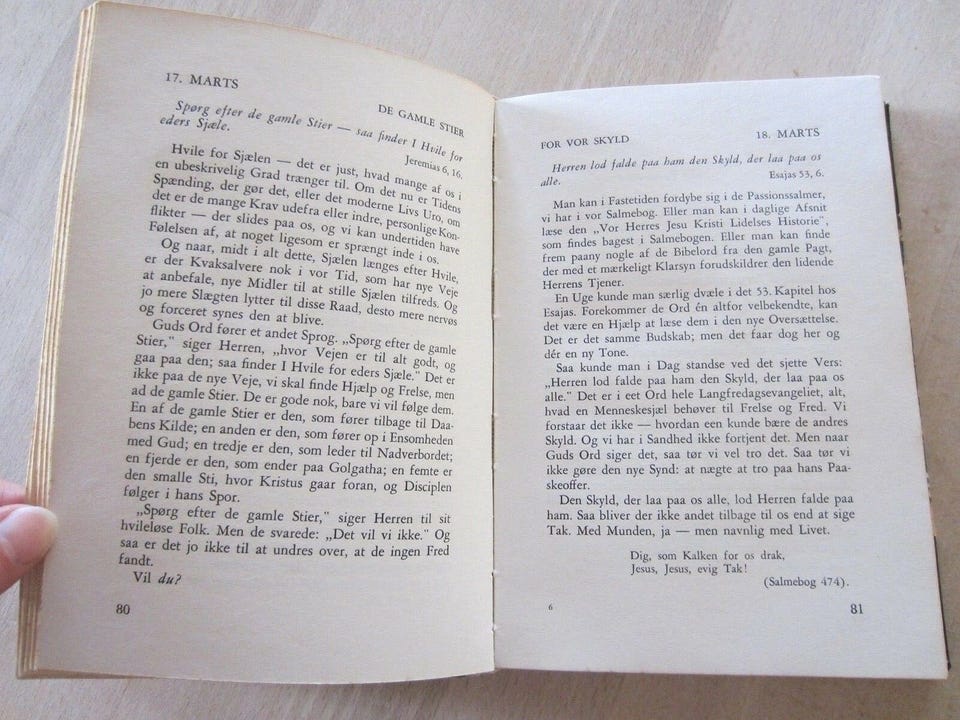 17. MARTS
DE GAMLE STIER
Spørg efter de gamle Stier — saa finder I Hvile for
eders Sjæle.
Jeremias 6, 16.
Hvile for Sjælen — det er just, hvad mange af os i
en ubeskrivelig Grad trænger til. Om det nu er Tidens
Spænding, der gør det, eller det moderne Livs Uro, om
det er de mange Krav udefra eller indre, personlige Kon-
flikter — der slides paa os, og vi kan undertiden have
Følelsen af, at noget ligesom er sprængt inde i os.
Og naar, midt i alt dette, Sjælen længes efter Hvile,
er der Kvaksalvere nok i vor Tid, som har nye Veje
at anbefale, nye Midler til at stille Sjælen tilfreds. Og
jo mere Slægten lytter til disse Raad, desto mere nervøs
og forceret synes den at blive.
Guds Ord fører et andet Sprog. „Spørg efter de gamle
Stier,” siger Herren, „hvor Vejen er til alt godt, og
gaa paa den; saa finder I Hvile for eders Sjæle.” Det er
ikke paa de nye Veje, vi skal finde Hjælp og Frelse, men
ad de gamle Stier. De er gode nok, bare vi vil følge dem.
En af de gamle Stier er den, som fører tilbage til Daa-
bens Kilde; en anden er den, som fører op i Ensomheden
med Gud; en tredje er den, som leder til Nadverbordet;
en fjerde er den, som ender paa Golgatha; en femte er
den smalle Sti, hvor Kristus gaar foran, og Disciplen
følger i hans Spor.
„Spørg efter de gamle Stier,” siger Herren til sit
hvileløse Folk. Men de svarede: „Det vil vi ikke.” Og
saa er det jo ikke til at undres over, at de ingen Fred
fandt.
Vil du?
80
FOR VOR SKYLD
18. MARTS
Herren lod falde paa ham den Skyld, der laa paa os
alle.
Esajas 53, 6.
Man kan i Fastetiden fordybe sig i de Passionssalmer,
vi har i vor Salmebog. Eller man kan i daglige Afsnit
læse den „Vor Herres Jesu Kristi Lidelses Historie”,
som findes bagest i Salmebogen. Eller man kan finde
frem paany nogle af de Bibelord fra den gamle Pagt,
der med et mærkeligt Klarsyn forudskildrer den lidende
Herrens Tjener.
En Uge kunde man særlig dvæle i det 53. Kapitel hos
Esajas. Forekommer de Ord én altfor velbekendte, kan
det være en Hjælp at læse dem i den nye Oversættelse.
Det er det samme Budskab; men det faar dog her og
dér en ny Tone.
Saa kunde man i Dag standse ved det sjette Vers:
„Herren lod falde paa ham den Skyld, der laa paa os
alle.” Det er i eet Ord hele Langfredagsevangeliet, alt,
hvad en Menneskesjæl behøver til Frelse og Fred. Vi
forstaar det ikke — hvordan een kunde bære de andres
Skyld. Og vi har i Sandhed ikke fortjent det. Men naar
Guds Ord siger det, saa tør vi vel tro det. Saa tør vi
ikke gøre den nye Synd: at nægte at tro paa hans Paa-
skeoffer.
Den Skyld, der laa paa os alle, lod Herren falde paa
ham. Saa bliver der ikke andet tilbage til os end at sige
Tak. Med Munden, ja — men navnlig med Livet.
Dig, som Kalken for os drak,
Jesus, Jesus, evig Tak!
(Salmebog 474).
6
81